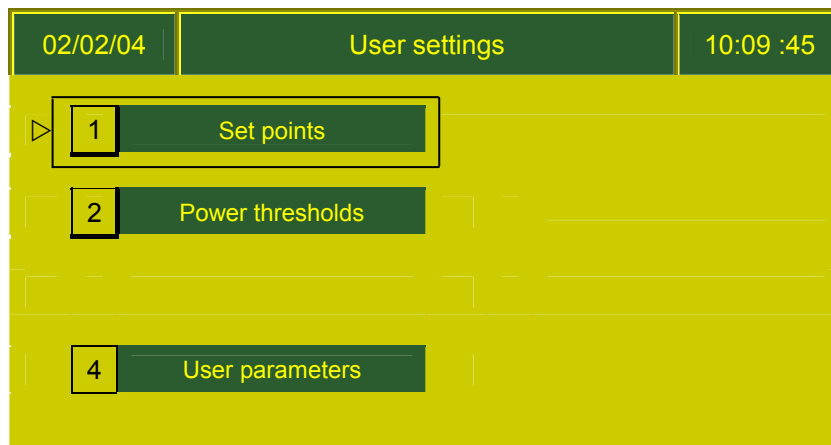 02/02/04 User settings 10:09 :45
1 Set points
2 Power thresholds
4 User parameters